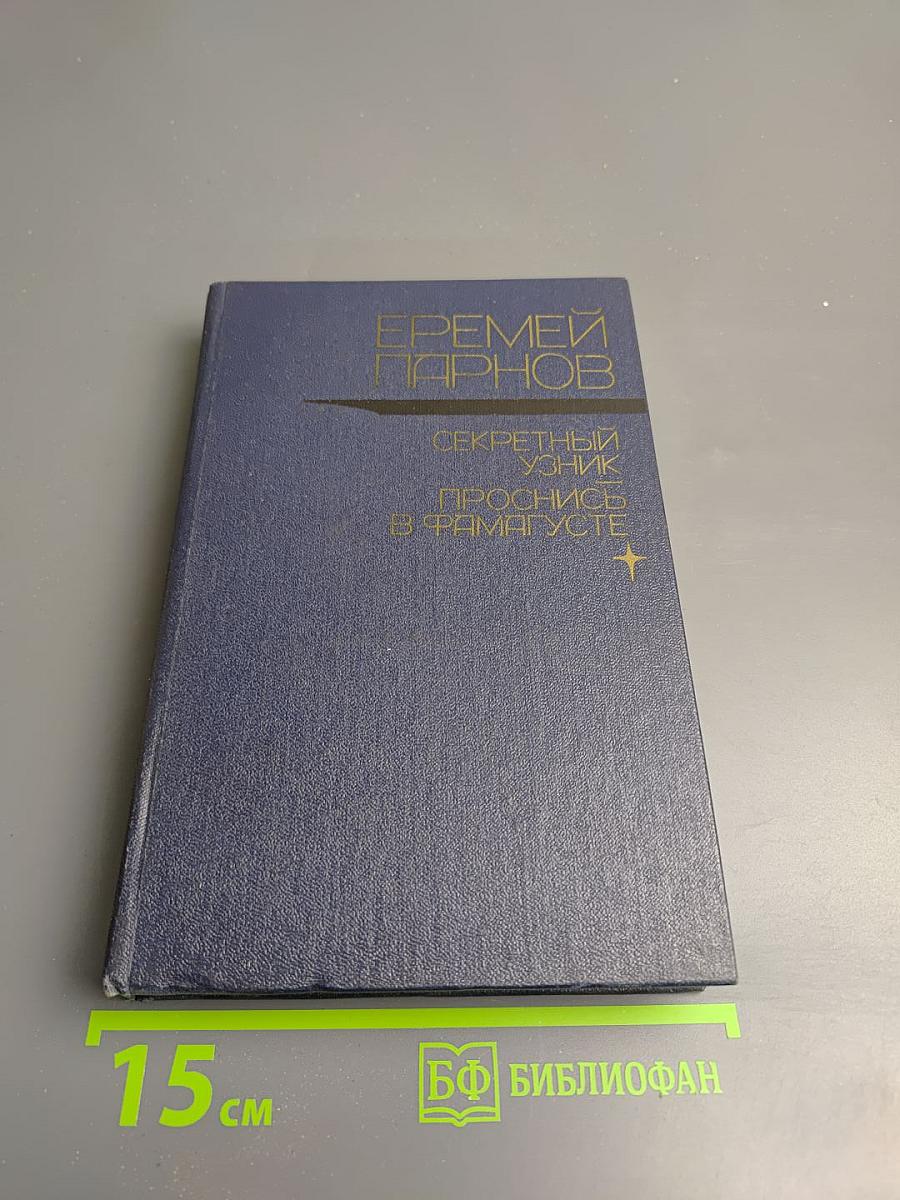 ЕРЕМЕЙ
ПАРНОВ
СЕКРЕТНЫЙ
УЗНИК
ПРОСНИСЬ
В ФАМАГУСТЕ
15 см
БФ БИБЛИОФАН